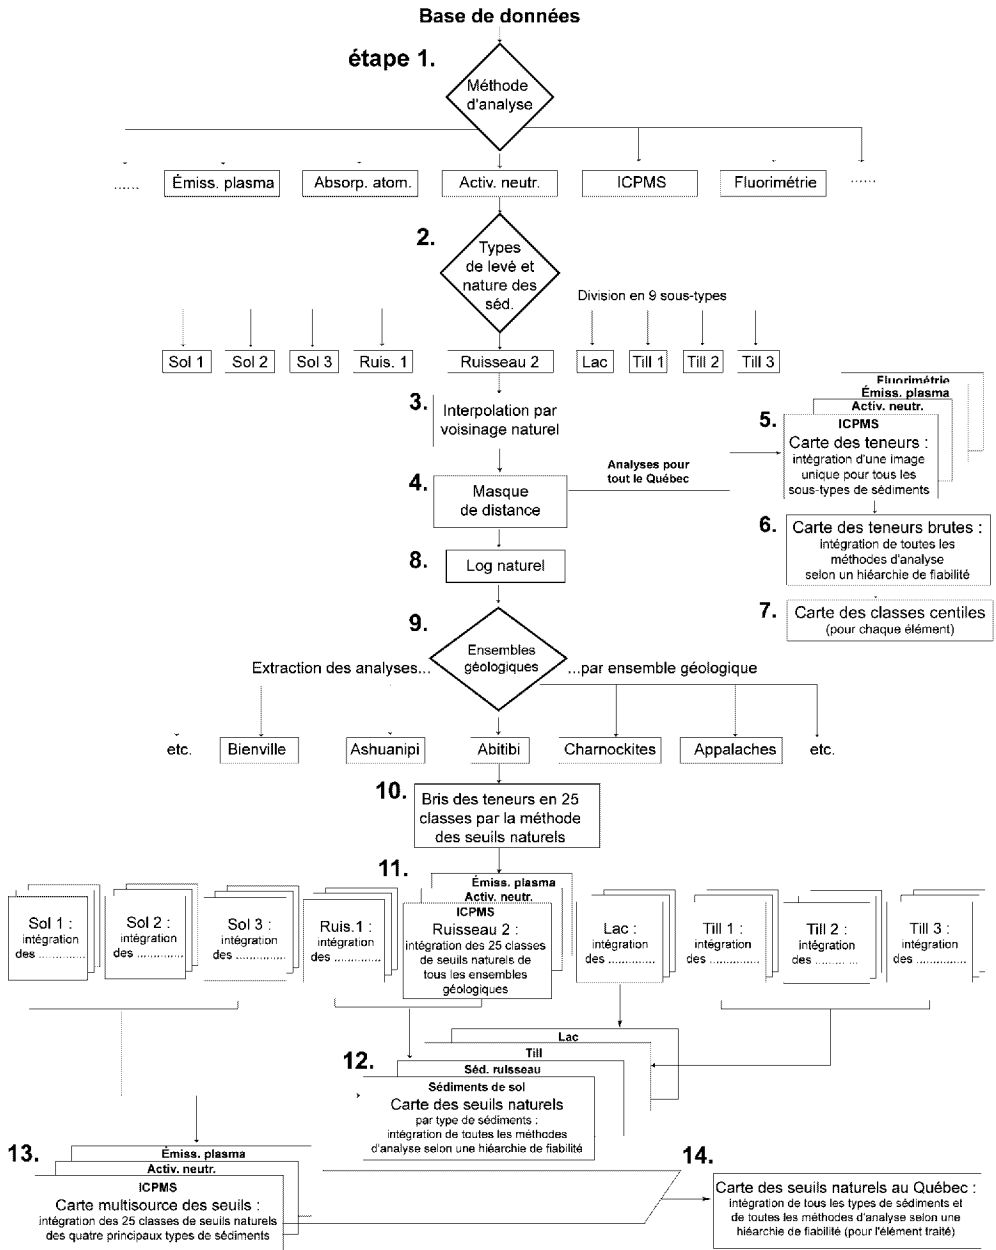 Base de données
étape 1.
Méthode
d'analyse
......
Émiss. plasma
Absorp. atom.
Activ. neutr.
ICPMS
Fluorimétrie
......
2.
Types
de levé et
nature des
séd.
Division en 9 sous-types
Sol 1
Sol 2
Sol 3
Ruis. 1
Ruisseau 2
Lac
Till 1
Till 2
Till 3
3.
Interpolation par
voisinage naturel
4.
Masque
de distance
Analyses pour
tout le Québec
Fluorimétrie
Émiss. plasma
Activ. neutr.
5.
ICPMS
Carte des teneurs :
intégration d'une image
unique pour tous les
sous-types de sédiments
6.
Carte des teneurs brutes :
intégration de toutes les
méthodes d'analyse
selon un hiéarchie de fiabilité
7.
Carte des classes centiles
(pour chaque élément)
8.
Log naturel
9.
Ensembles
géologiques
Extraction des analyses...
...par ensemble géologique
etc.
Bienville
Ashuanipi
Abitibi
Charnockites
Appalaches
etc.
10.
Bris des teneurs en 25
classes par la méthode
des seuils naturels
11.
Émiss. plasma
Activ. neutr.
ICPMS
Ruisseau 2 :
intégration des 25 classes
de seuils naturels de
tous les ensembles
géologiques
Sol 1 :
intégration
des .............
Sol 2 :
intégration
des .............
Sol 3 :
intégration
des .............
Ruis.1 :
intégration
des .............
Lac :
intégration
des .............
Till 1 :
intégration
des .............
Till 2 :
intégration
des .............
Till 3 :
intégration
des .............
12.
Lac
Till
Séd. ruisseau
Sédiments de sol
Carte des seuils naturels
par type de sédiments ;
intégration de toutes les méthodes
d'analyse selon une hiéarchie de fiabilité
13.
Émiss. plasma
Activ. neutr.
ICPMS
Carte multisource des seuils :
intégration des 25 classes de seuils naturels
des quatre principaux types de sédiments
14.
Carte des seuils naturels au Québec :
intégration de tous les types de sédiments et
de toutes les méthodes d'analyse selon une
hiéarchie de fiabilité (pour l'élément traité)